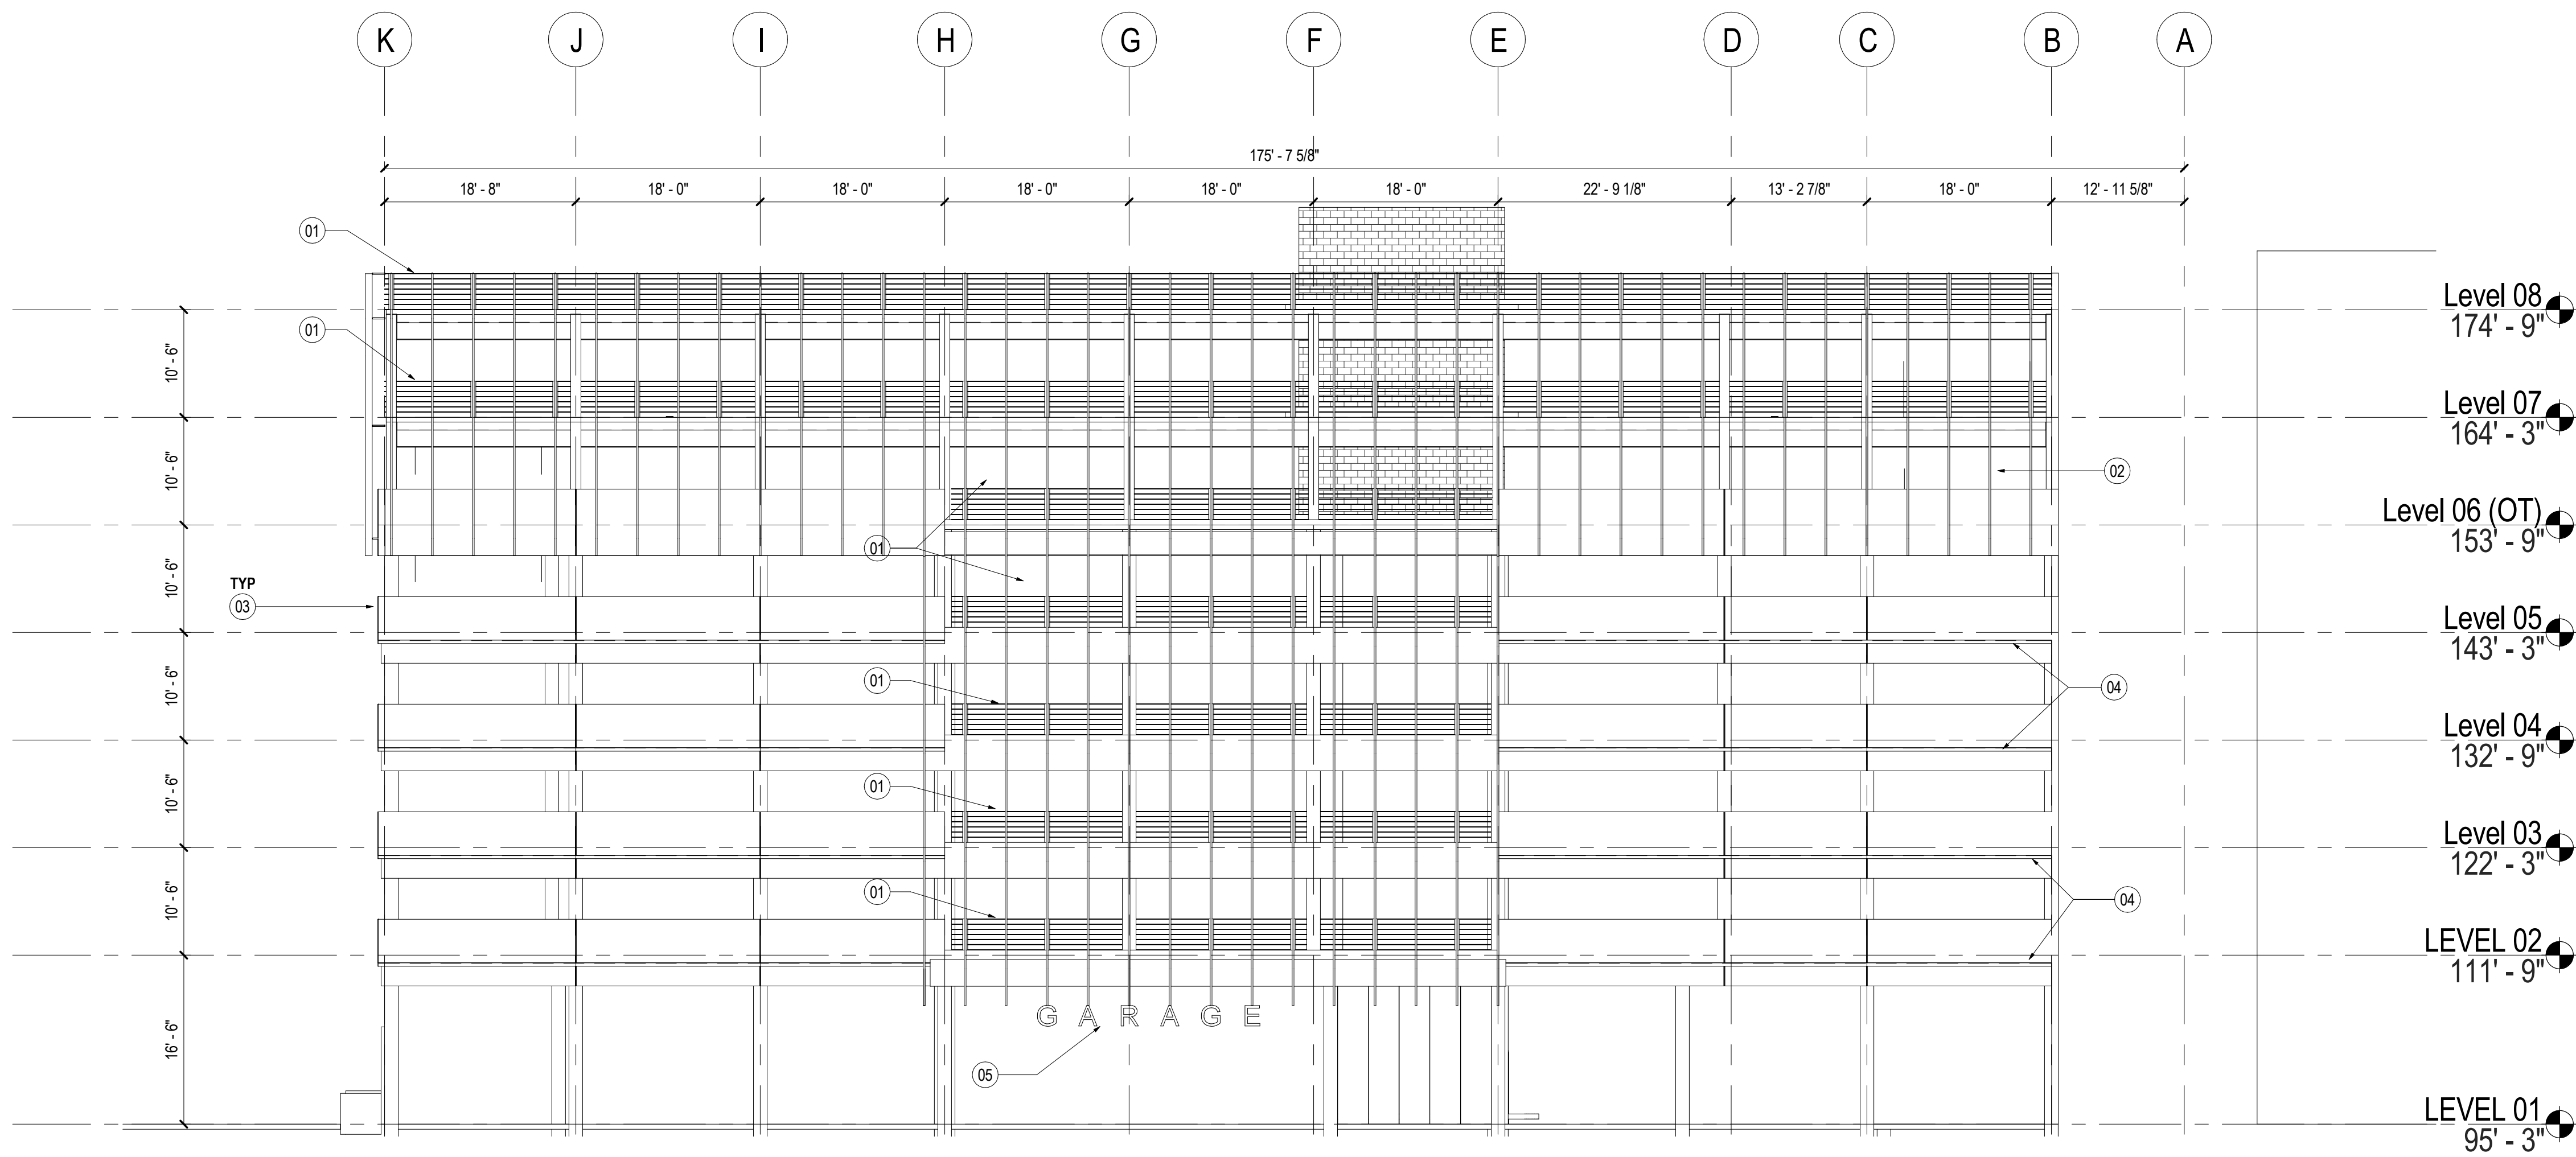 K J I H G F E D C B A
175' - 7 5/8"
18' - 8" 18' - 0" 18' - 0" 18' - 0" 18' - 0" 18' - 0" 22' - 9 1/8" 13' - 2 7/8" 18' - 0" 12' - 11 5/8"
01
Level 08
174' - 9"
01
10' - 6"
Level 07
164' - 3"
10' - 6"
02
Level 06 (OT)
153' - 9"
01
10' - 6"
TYP
03
Level 05
143' - 3"
10' - 6"
01
04
Level 04
132' - 9"
10' - 6"
01
Level 03
122' - 3"
10' - 6"
01
04
LEVEL 02
111' - 9"
GARAGE
16' - 6"
05
LEVEL 01
95' - 3"